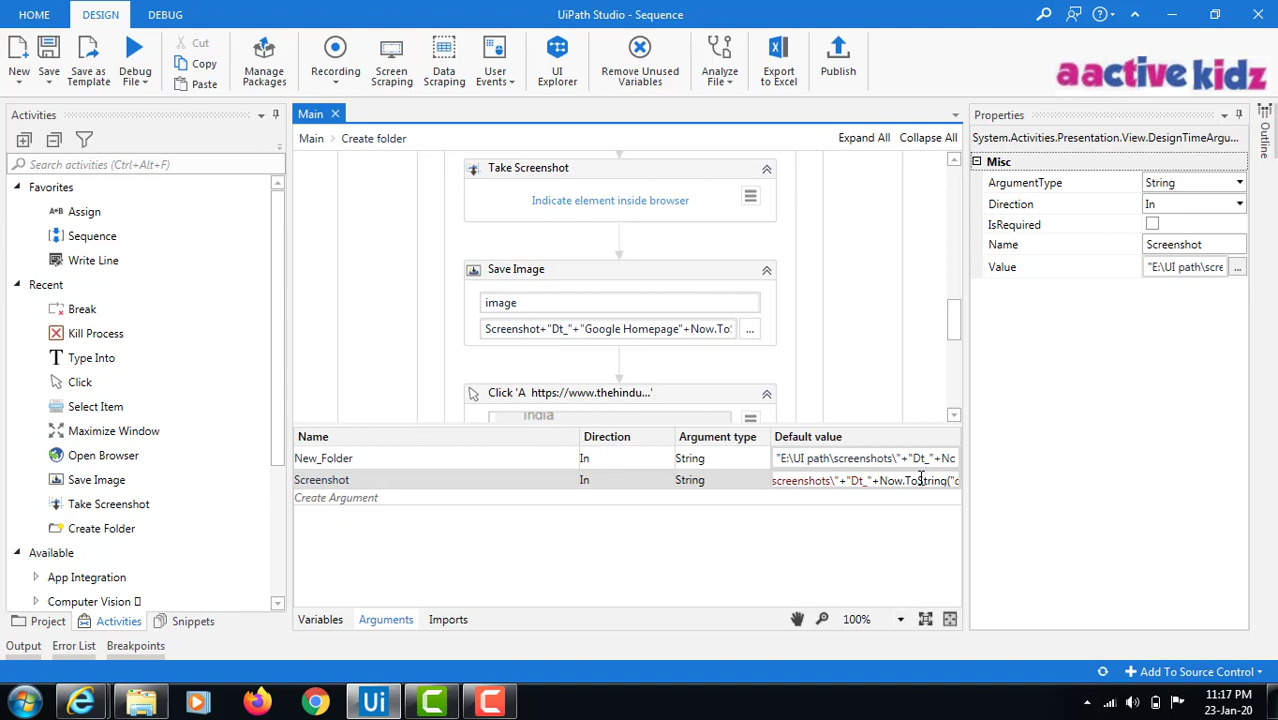 HOME
DESIGN
DEBUG
UiPath Studio - Sequence
New
Save
Save as Template
Debug File
Cut
Copy
Paste
Manage Packages
Recording
Screen Scraping
Data Scraping
User Events
UI Explorer
Remove Unused Variables
Analyze File
Export to Excel
Publish
aactive kidz
Activities
Main
Properties
Outline
Main
Create folder
Expand All
Collapse All
System.Activities.Presentation.View.DesignTimeArgu...
Search activities (Ctrl+Alt+F)
Favorites
Assign
Sequence
Write Line
Recent
Break
Kill Process
Type Into
Click
Select Item
Maximize Window
Open Browser
Save Image
Take Screenshot
Create Folder
Available
App Integration
Computer Vision
Project
Activities
Snippets
Take Screenshot
Indicate element inside browser
Save Image
image
Screenshot+"Dt_"+"Google Homepage"+Now.To
...
Click 'A https://www.thehindu...'
india
Name
Direction
Argument type
Default value
New_Folder
In
String
"E:\UI path\screenshots\"+"Dt_"+Nc
Screenshot
In
String
screenshots\"+"Dt_"+Now.ToString("c
Create Argument
Variables
Arguments
Imports
100%
Misc
ArgumentType
String
Direction
In
IsRequired
Name
Screenshot
Value
"E:\UI path\scre
...
Output
Error List
Breakpoints
Add To Source Control
Ui
C
C
11:17 PM
23-Jan-20